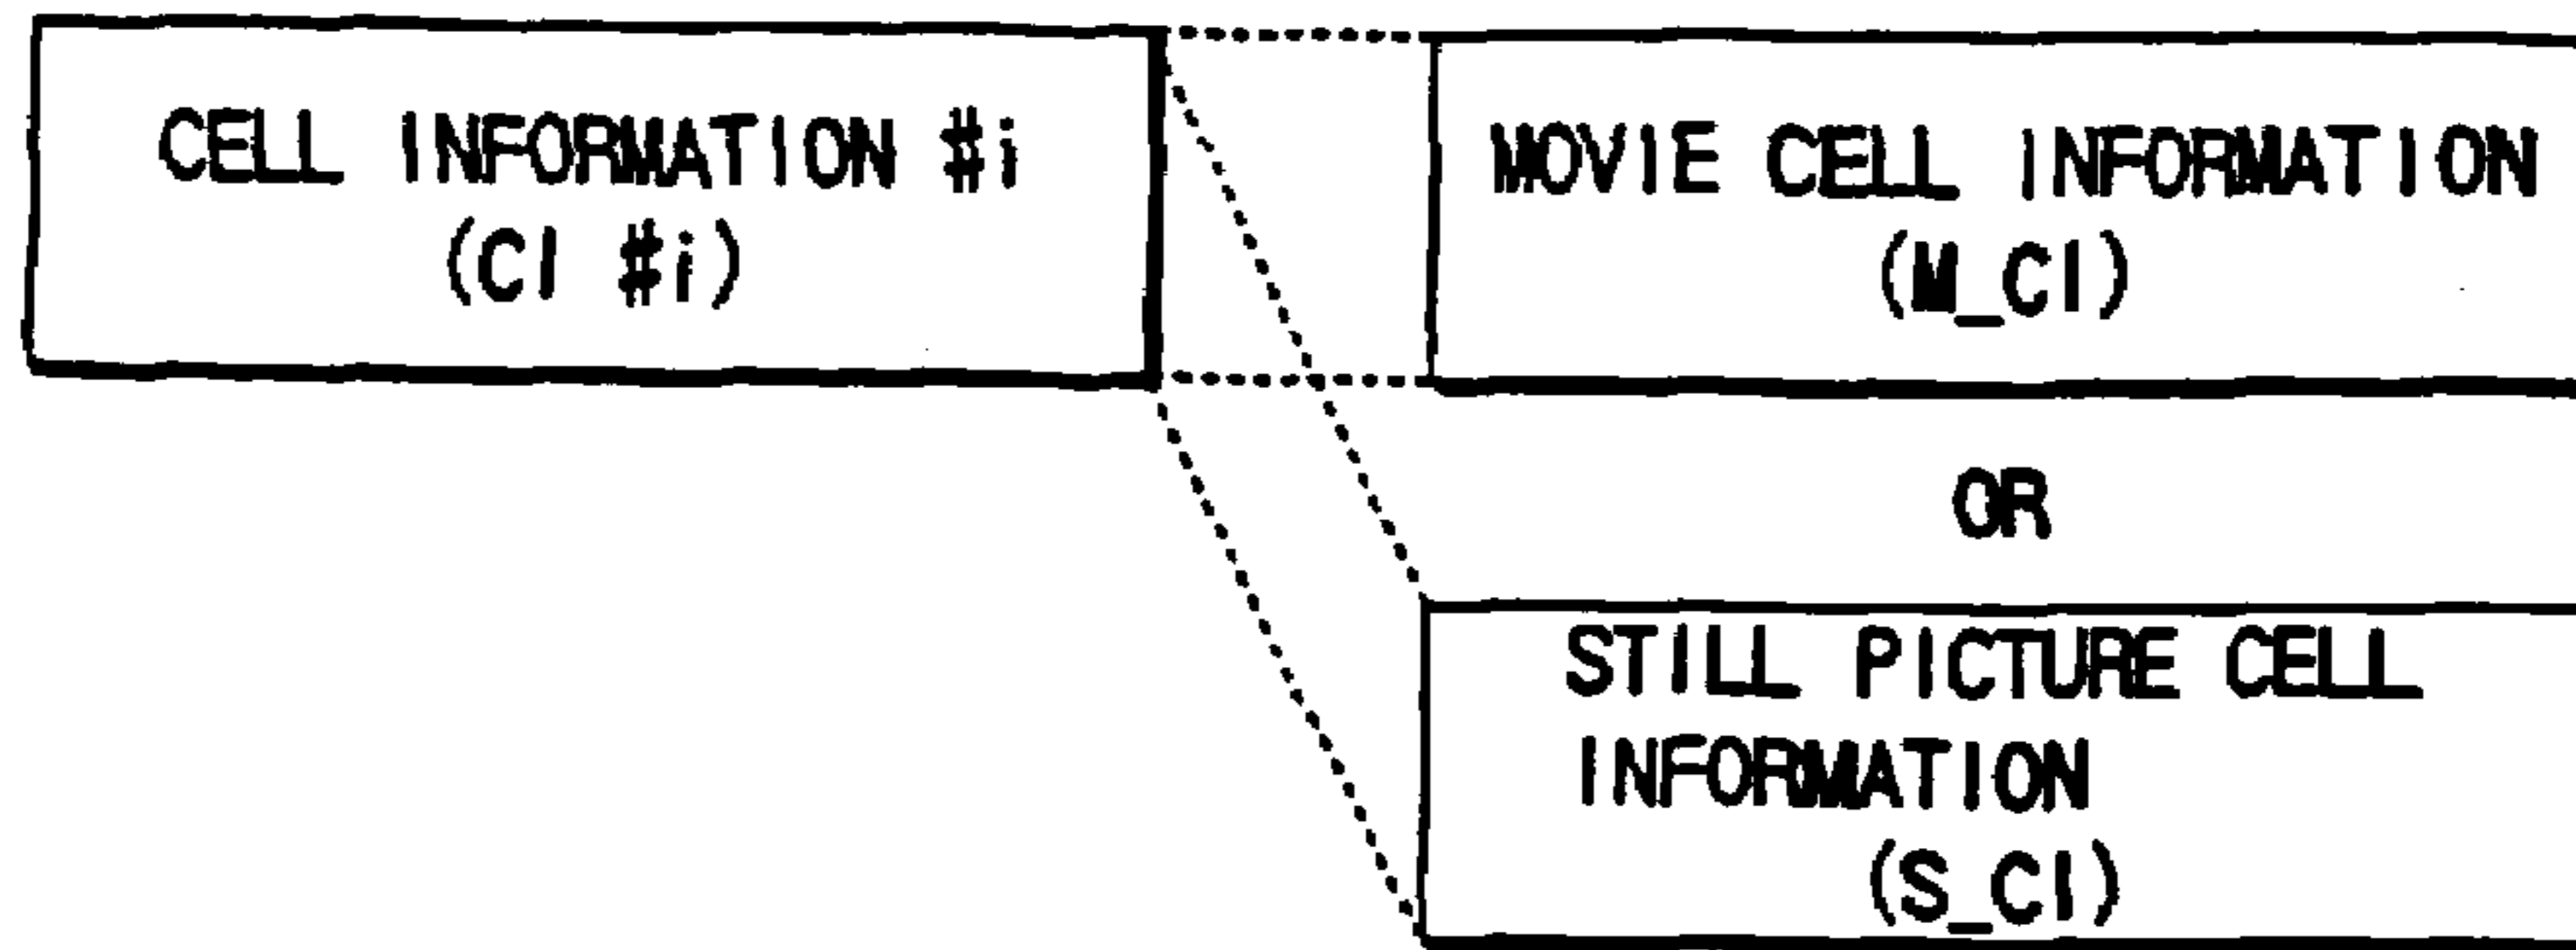 CELL INFORMATION #i
(CI #i)
MOVIE CELL INFORMATION
(M_CI)
OR
STILL PICTURE CELL
INFORMATION
(S_CI)